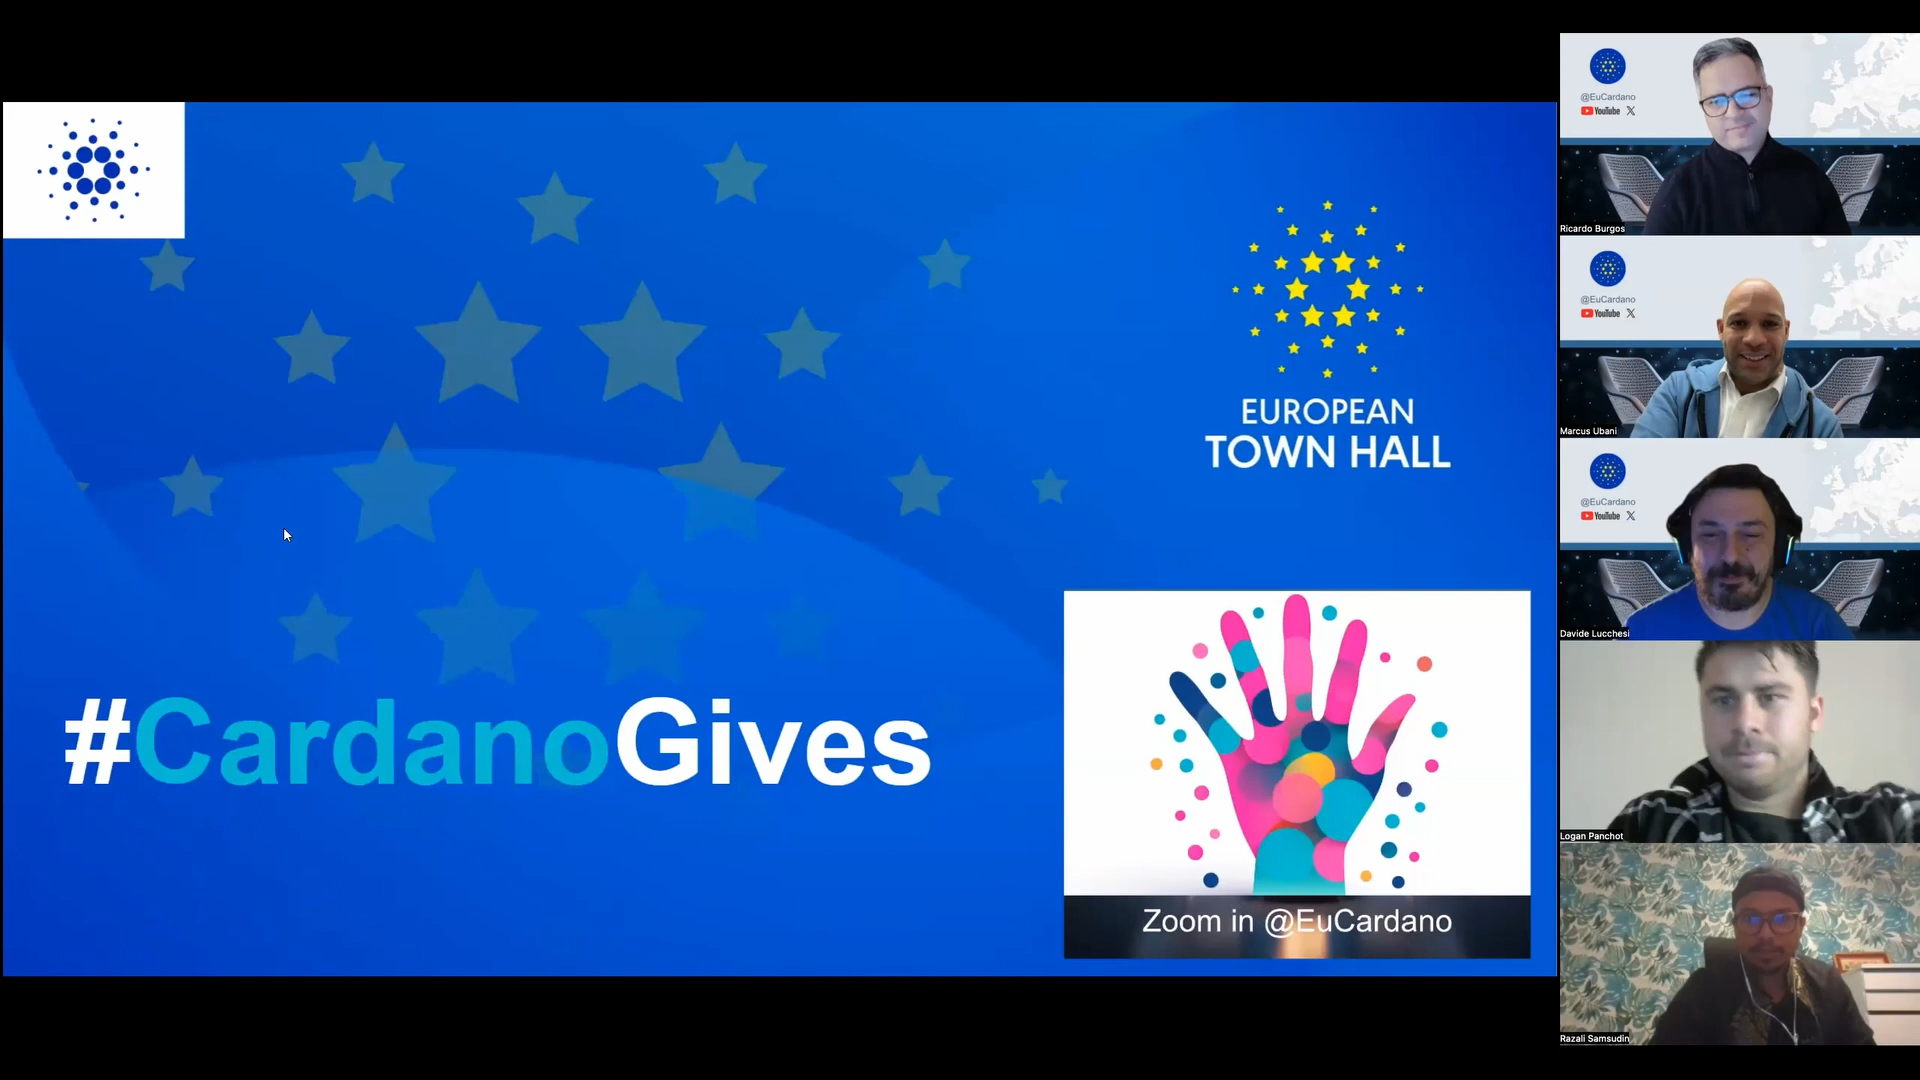 EUROPEAN
TOWN HALL
#CardanoGives
Zoom in @EuCardano
@EuCardano
YouTube X
Ricardo Burgos
@EuCardano
YouTube X
Marcus Ubani
@EuCardano
YouTube X
Davide Lucchesi
Logan Panchot
Razali Samsudin